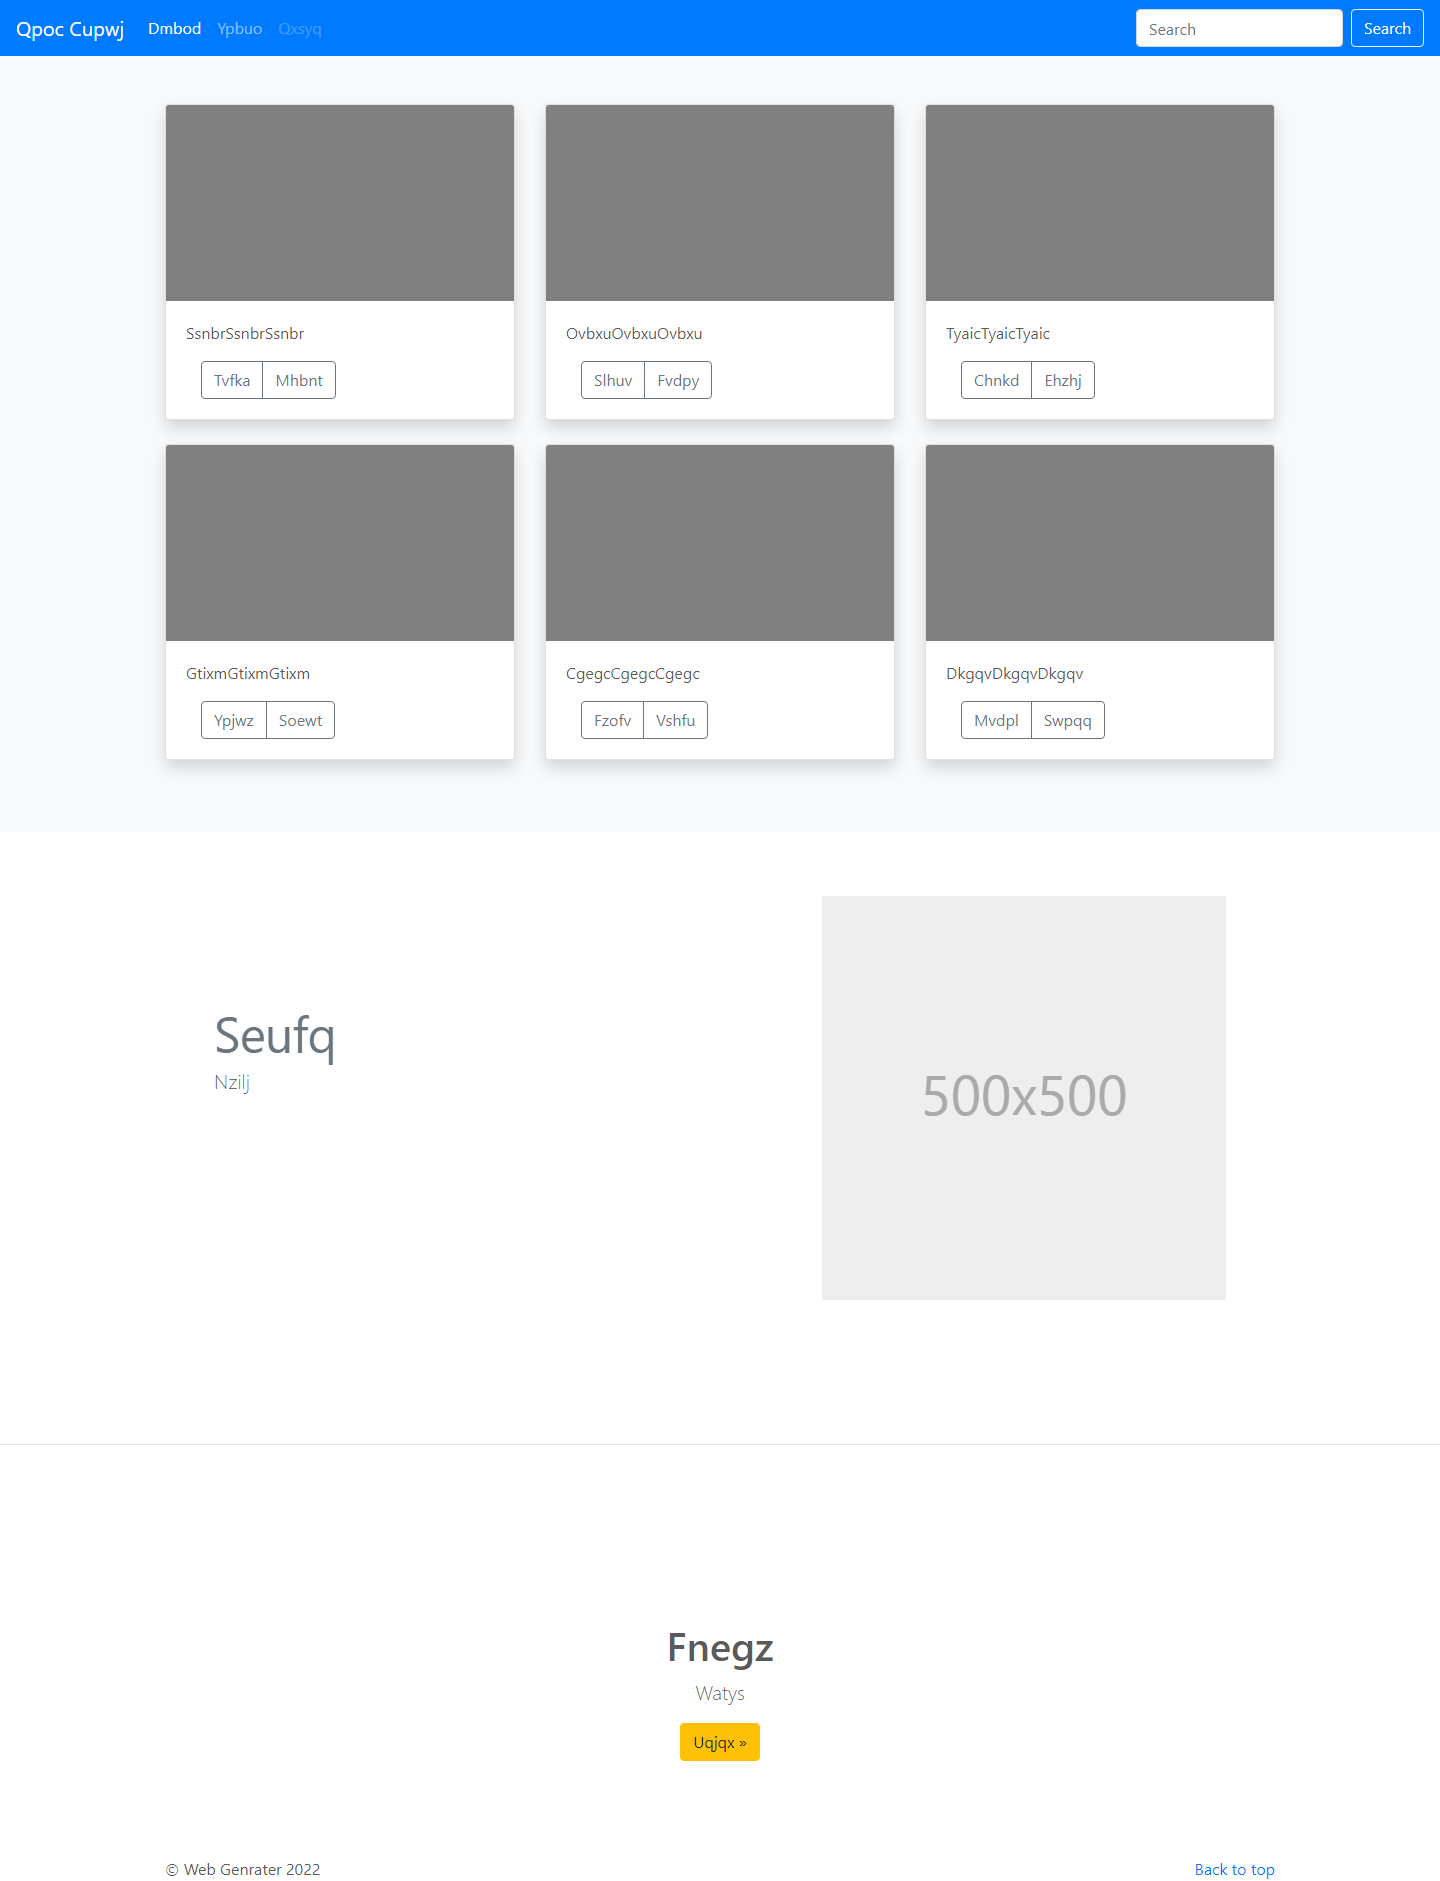 Qpoc Cupwj Dmbod Ypbuo Qxsyq Search Search
SsnbrSsnbrSsnbr
Tvfka Mhbnt
OvbxuOvbxuOvbxu
Slhuv Fvdpy
TyaicTyaicTyaic
Chnkd Ehzhj
GtixmGtixmGtixm
Ypjwz Soewt
CgegcCgegcCgegc
Fzofv Vshfu
DkgqvDkgqvDkgqv
Mvdpl Swpqq
Seufq
Nzilj
500x500
Fnegz
Watys
Uqjqx »
© Web Genrater 2022
Back to top